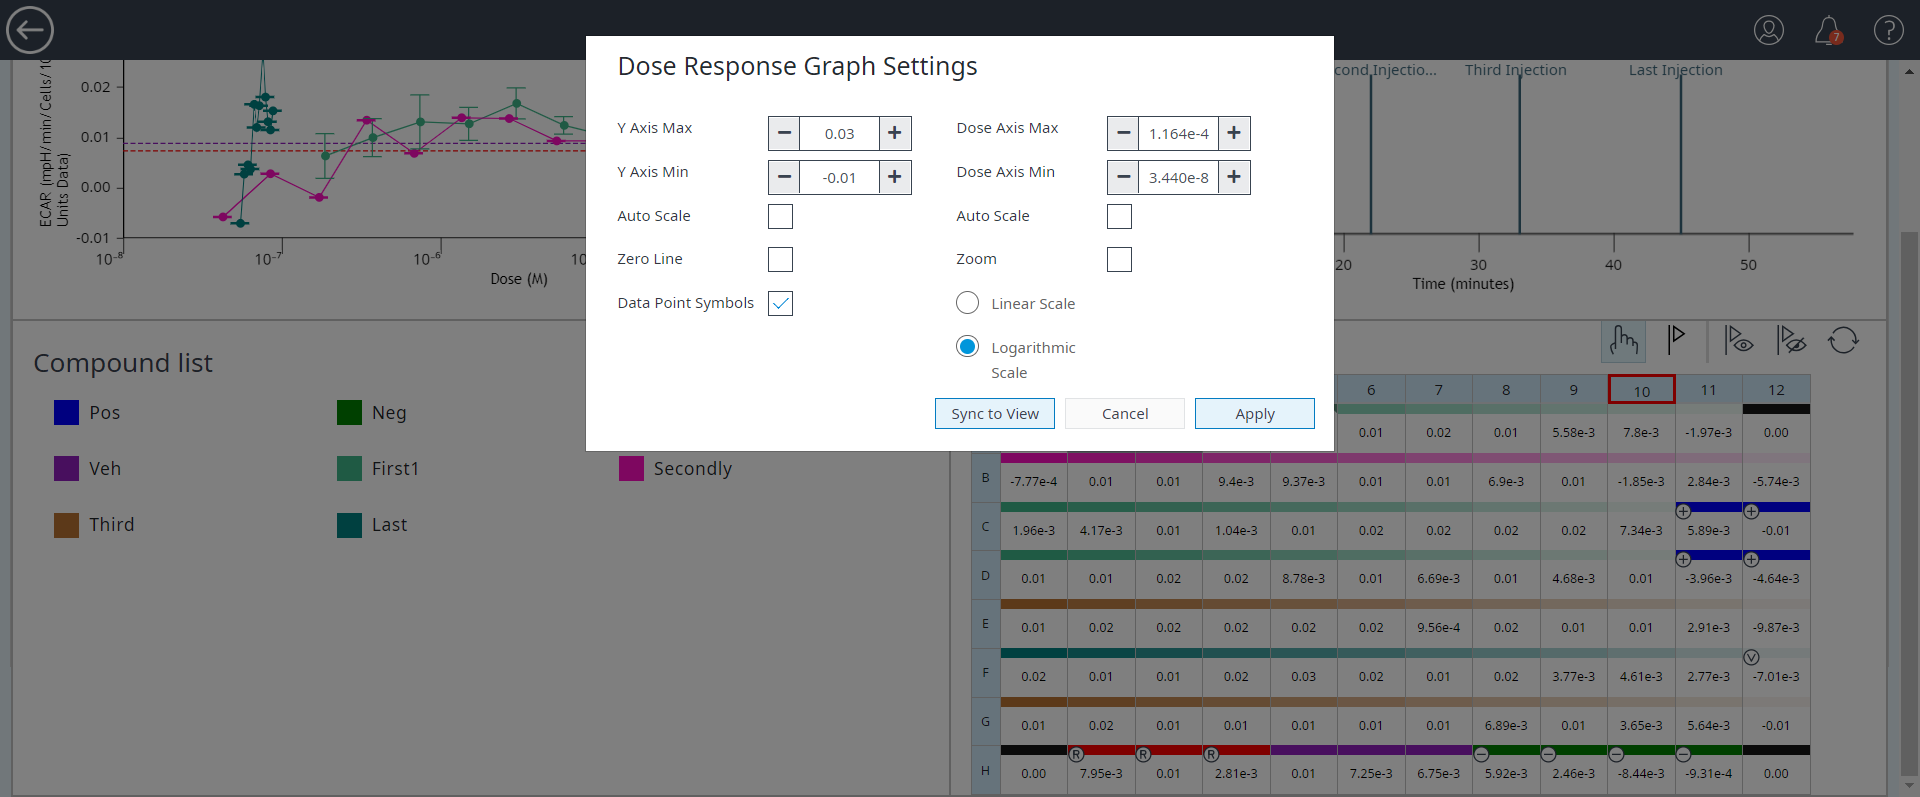 7
Dose Response Graph Settings
Y Axis Max
0.03
Dose Axis Max
1.164e-4
Y Axis Min
-0.01
Dose Axis Min
3.440e-8
Auto Scale
Auto Scale
Zero Line
Zoom
Data Point Symbols
Linear Scale
Logarithmic
Scale
Sync to View
Cancel
Apply
ECAR (mpH/min/Cells/10
Units Data)
0.02
0.01
0.00
-0.01
10⁻⁸
10⁻⁷
10⁻⁶
10
Dose (M)
cond Injectio...
Third Injection
Last Injection
20
30
40
50
Time (minutes)
Compound list
Pos
Neg
Veh
First1
Secondly
Third
Last
6 7 8 9 10 11 12
0.01 0.02 0.01 5.58e-3 7.8e-3 -1.97e-3 0.00
B -7.77e-4 0.01 0.01 9.4e-3 9.37e-3 0.01 0.01 6.9e-3 0.01 -1.85e-3 2.84e-3 -5.74e-3
C 1.96e-3 4.17e-3 0.01 1.04e-3 0.01 0.02 0.02 0.02 0.02 7.34e-3 5.89e-3 -0.01
D 0.01 0.01 0.02 0.02 8.78e-3 0.01 6.69e-3 0.01 4.68e-3 0.01 -3.96e-3 -4.64e-3
E 0.01 0.02 0.02 0.02 0.02 0.02 9.56e-4 0.02 0.01 0.01 2.91e-3 -9.87e-3
V
F 0.02 0.01 0.01 0.02 0.03 0.02 0.01 0.02 3.77e-3 4.61e-3 2.77e-3 -7.01e-3
G 0.01 0.02 0.01 0.01 0.01 0.01 0.01 6.89e-3 0.01 3.65e-3 5.64e-3 -0.01
R R R
H 0.00 7.95e-3 0.01 2.81e-3 0.01 7.25e-3 6.75e-3 5.92e-3 2.46e-3 -8.44e-3 -9.31e-4 0.00